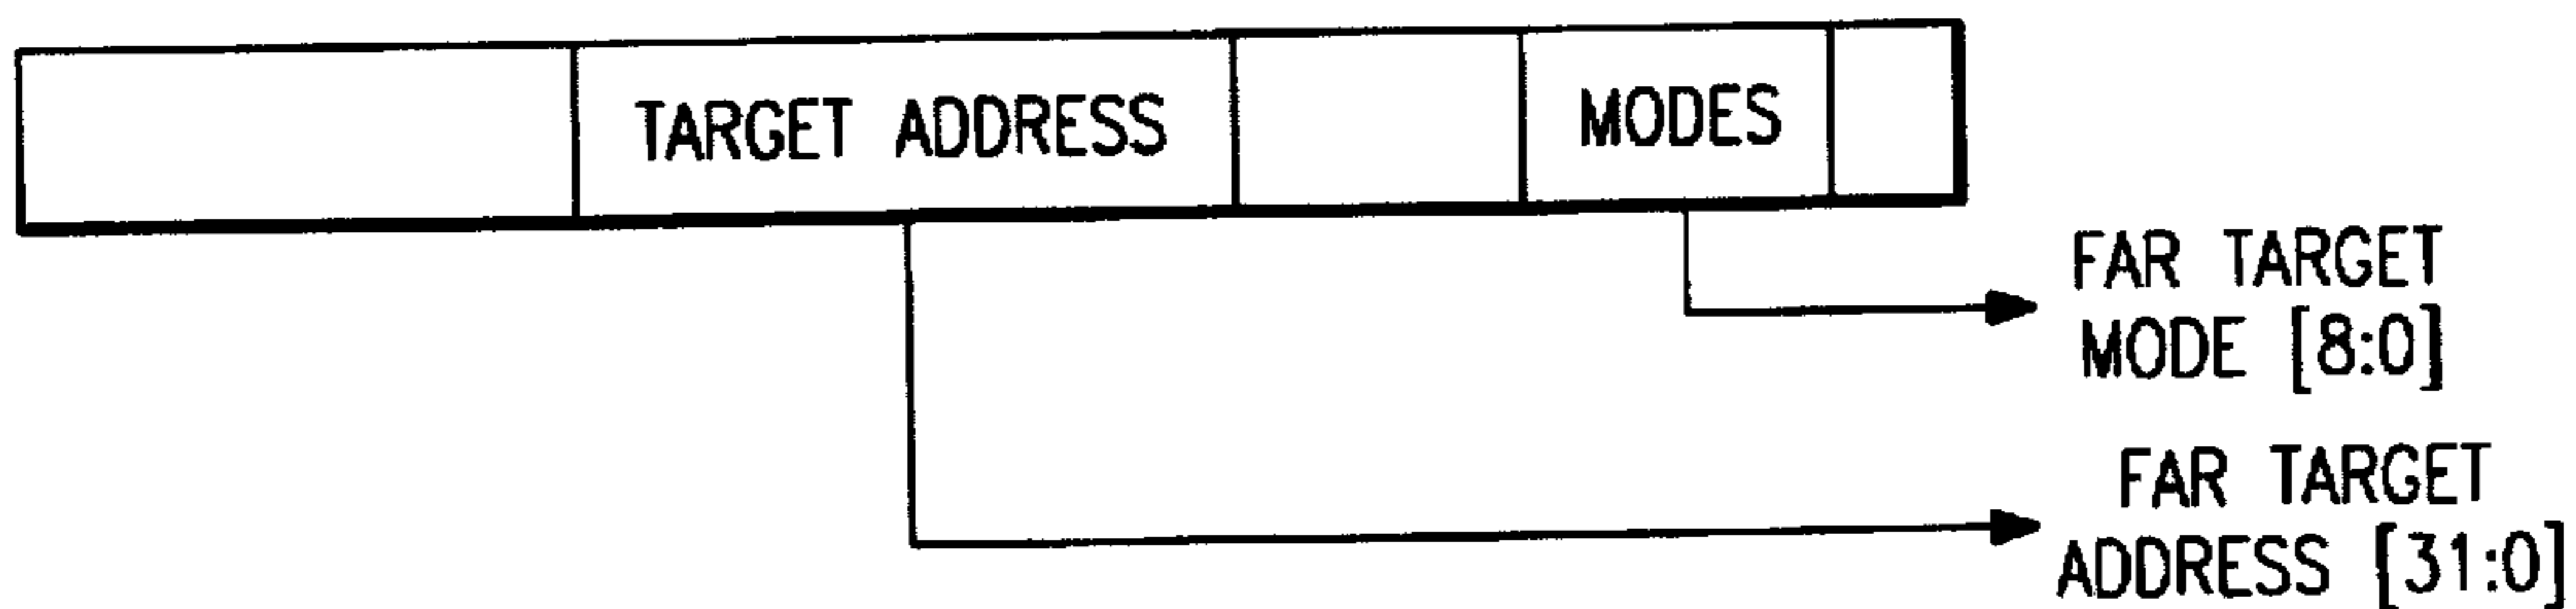 TARGET ADDRESS
MODES
FAR TARGET
MODE [8:0]
FAR TARGET
ADDRESS [31:0]